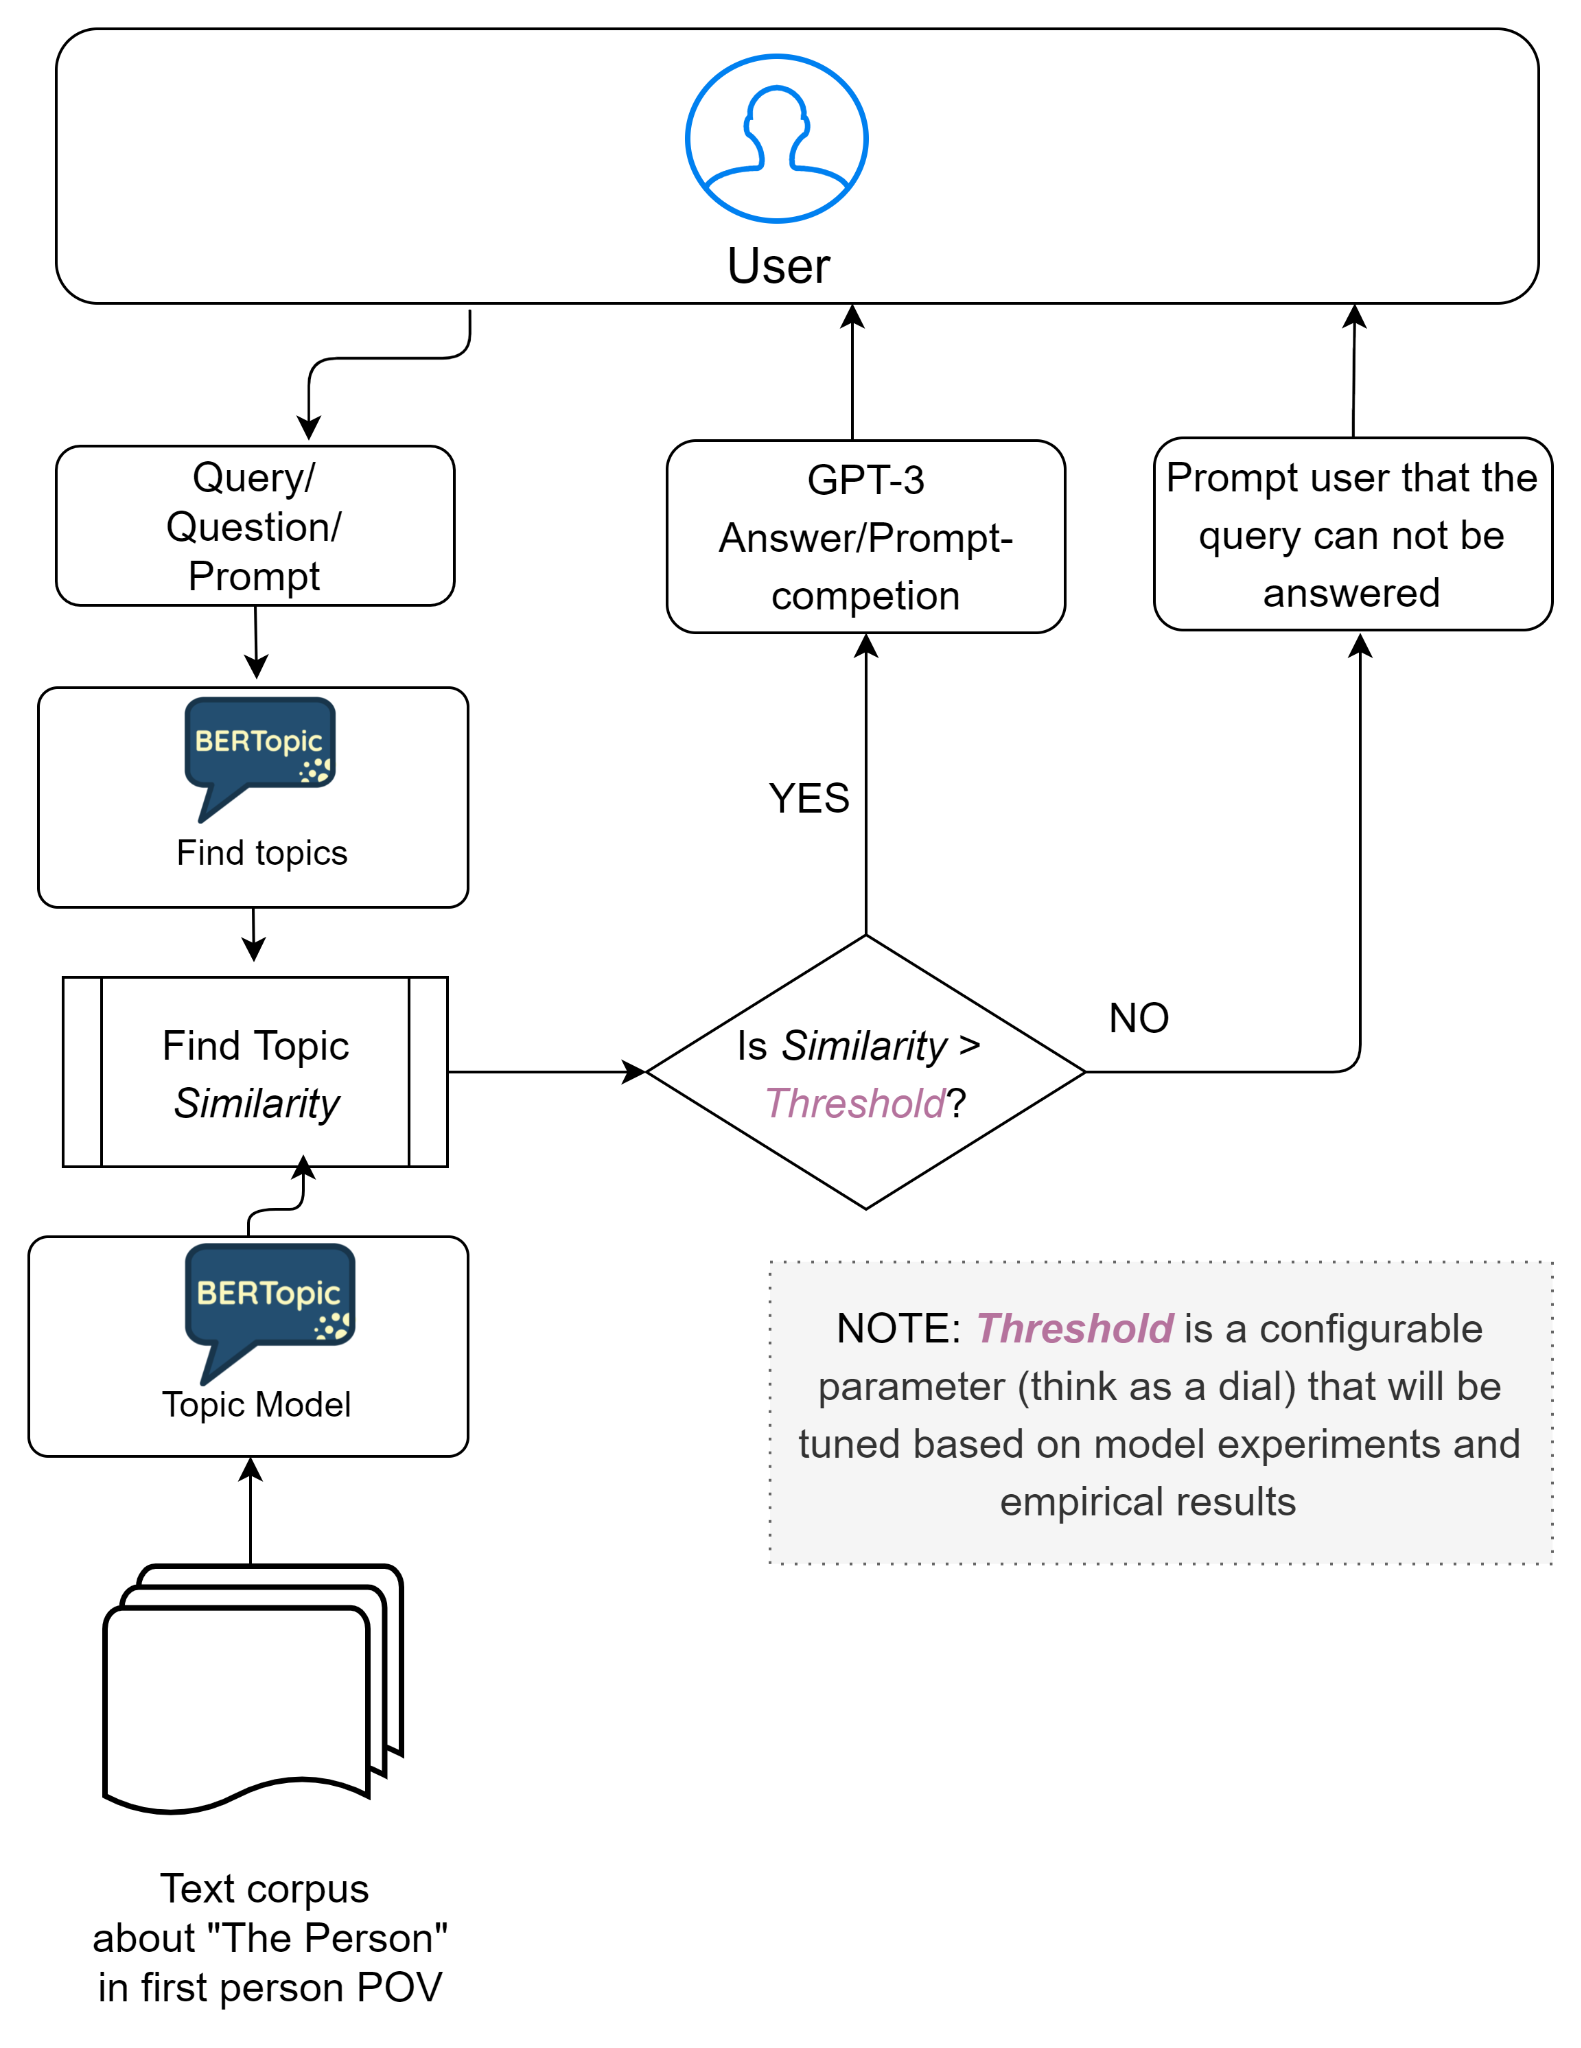 User
Query/
Question/
Prompt
GPT-3
Answer/Prompt-
competion
Prompt user that the
query can not be
answered
BERTopic
Find topics
YES
Find Topic
Similarity
Is Similarity >
Threshold?
NO
BERTopic
Topic Model
NOTE: Threshold is a configurable
parameter (think as a dial) that will be
tuned based on model experiments and
empirical results
Text corpus
about "The Person"
in first person POV